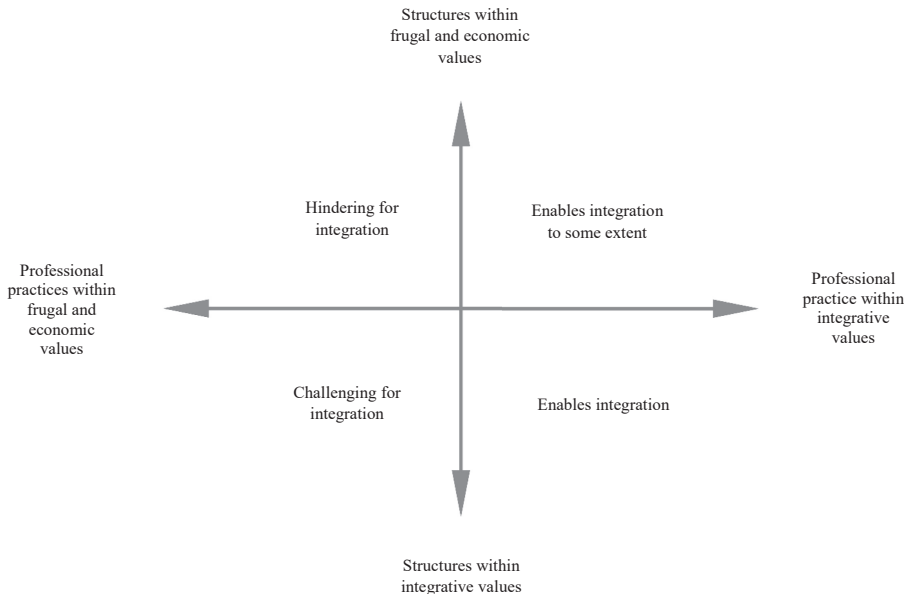 Structures within
frugal and economic
values
Hindering for
integration
Enables integration
to some extent
Professional
practices within
frugal and
economic
values
Professional
practice within
integrative
values
Challenging for
integration
Enables integration
Structures within
integrative values